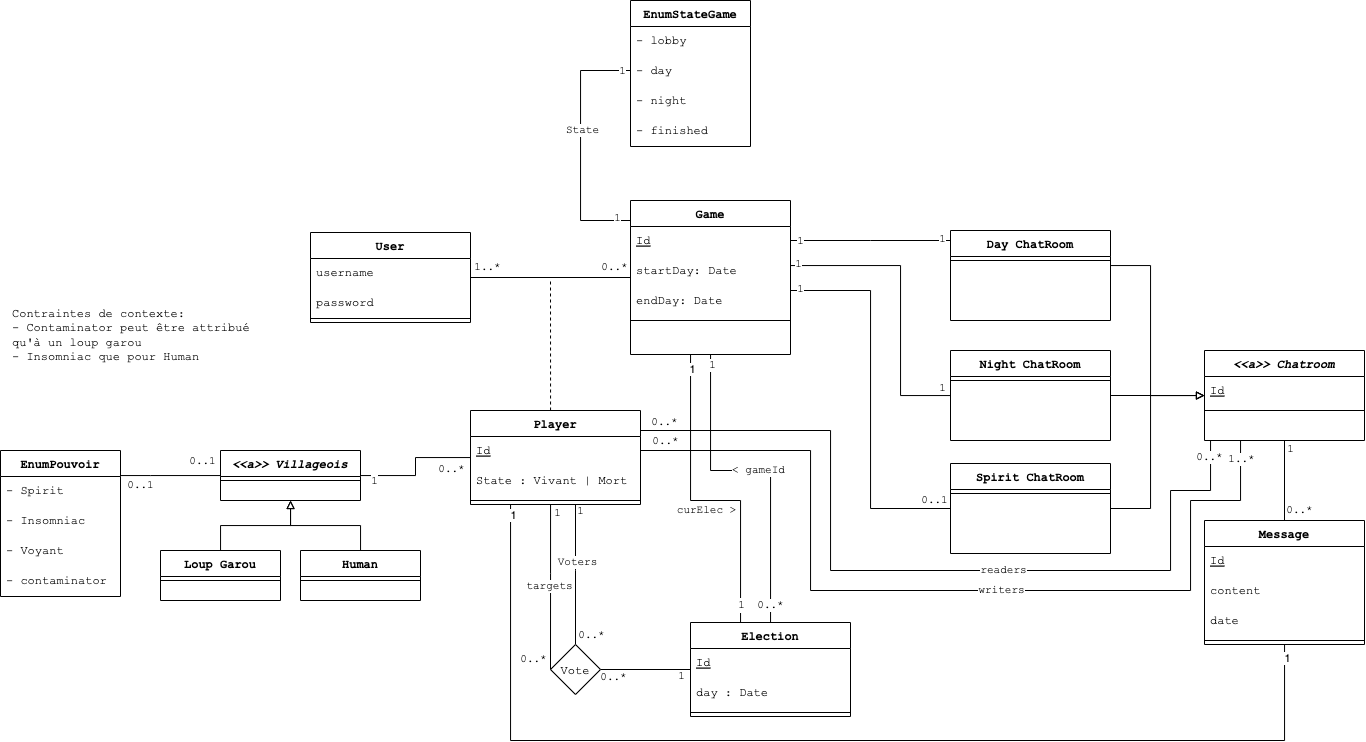 EnumStateGame
- lobby
- day
- night
- finished
1
State
1
Game
Id
startDay: Date
endDay: Date
User
username
password
1..*
0..*
1
1
1
1
Day ChatRoom
1
Night ChatRoom
0..1
Spirit ChatRoom
<<a>> Chatroom
Id
Contraintes de contexte:
- Contaminator peut être attribué
qu'à un loup garou
- Insomniac que pour Human
1
1
Player
Id
State : Vivant | Mort
0..*
0..*
0..*
EnumPouvoir
- Spirit
- Insomniac
- Voyant
- contaminator
0..1
0..1
<<a>> Villageois
1
Loup Garou
Human
< gameId
curElec >
0..*
1..*
1
0..*
Message
Id
content
date
1
1
1
1
Voters
targets
readers
writers
1
0..*
0..*
0..*
Vote
0..*
1
Election
Id
day : Date